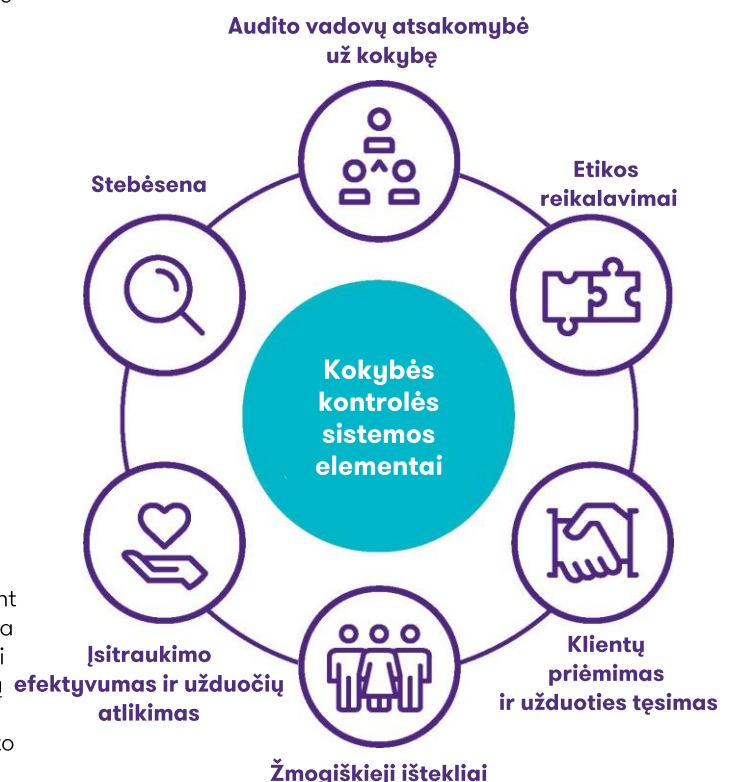 Audito vadovų atsakomybė
už kokybę
Etikos
reikalavimai
Stebėsena
Kokybės
kontrolės
sistemos
elementai
Klientų
priėmimas
ir užduoties tęsimas
Įsitraukimo
efektyvumas ir užduočių
atlikimas
Žmogiškieji ištekliai